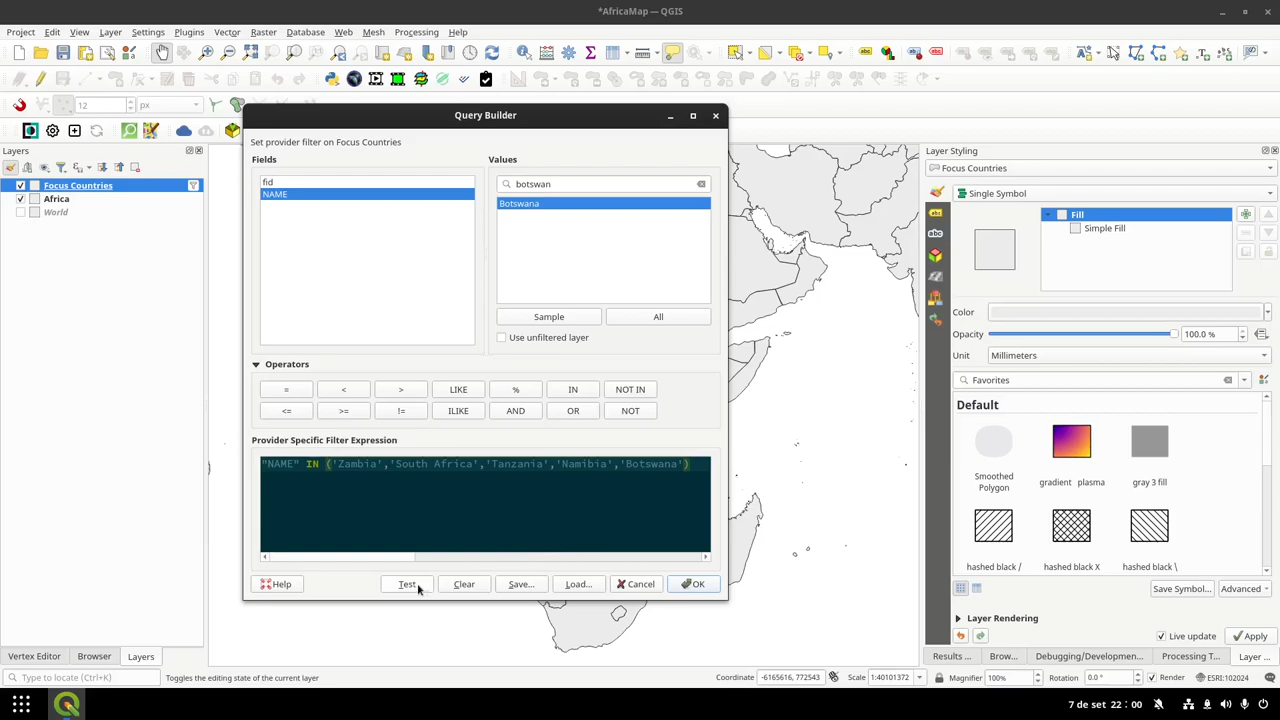 *AfricaMap — QGIS
Project Edit View Layer Settings Plugins Vector Raster Database Web Mesh Processing Help
12 px
Layers
Focus Countries
Africa
World
Query Builder
Set provider filter on Focus Countries
Fields
fid
NAME
Values
botswan
Botswana
Sample All
Use unfiltered layer
Operators
= < > LIKE % IN NOT IN
<= >= != ILIKE AND OR NOT
Provider Specific Filter Expression
"NAME" IN ('Zambia','South Africa','Tanzania','Namibia','Botswana')
Help Test Clear Save... Load... Cancel OK
Layer Styling
Focus Countries
Single Symbol
Fill
Simple Fill
Color
Opacity 100.0 %
Unit Millimeters
Favorites
Default
Smoothed Polygon
gradient plasma
gray 3 fill
hashed black /
hashed black X
hashed black \
Save Symbol... Advanced
Layer Rendering
Live update Apply
Vertex Editor Browser Layers
Results ... Brow... Debugging/Developmen... Processing T... Layer ...
Type to locate (Ctrl+K) Toggles the editing state of the current layer Coordinate -6165616, 772543 Scale 1:40101372 Magnifier 100% Rotation 0.0 ° Render ESRI:102024
7 de set 22:00